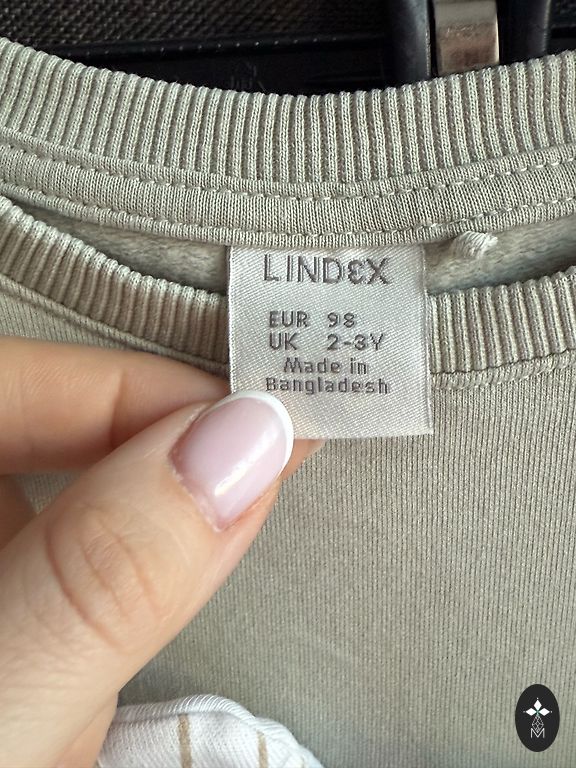 LINDEX
EUR 98
UK 2-3Y
Made in
Bangladesh
M